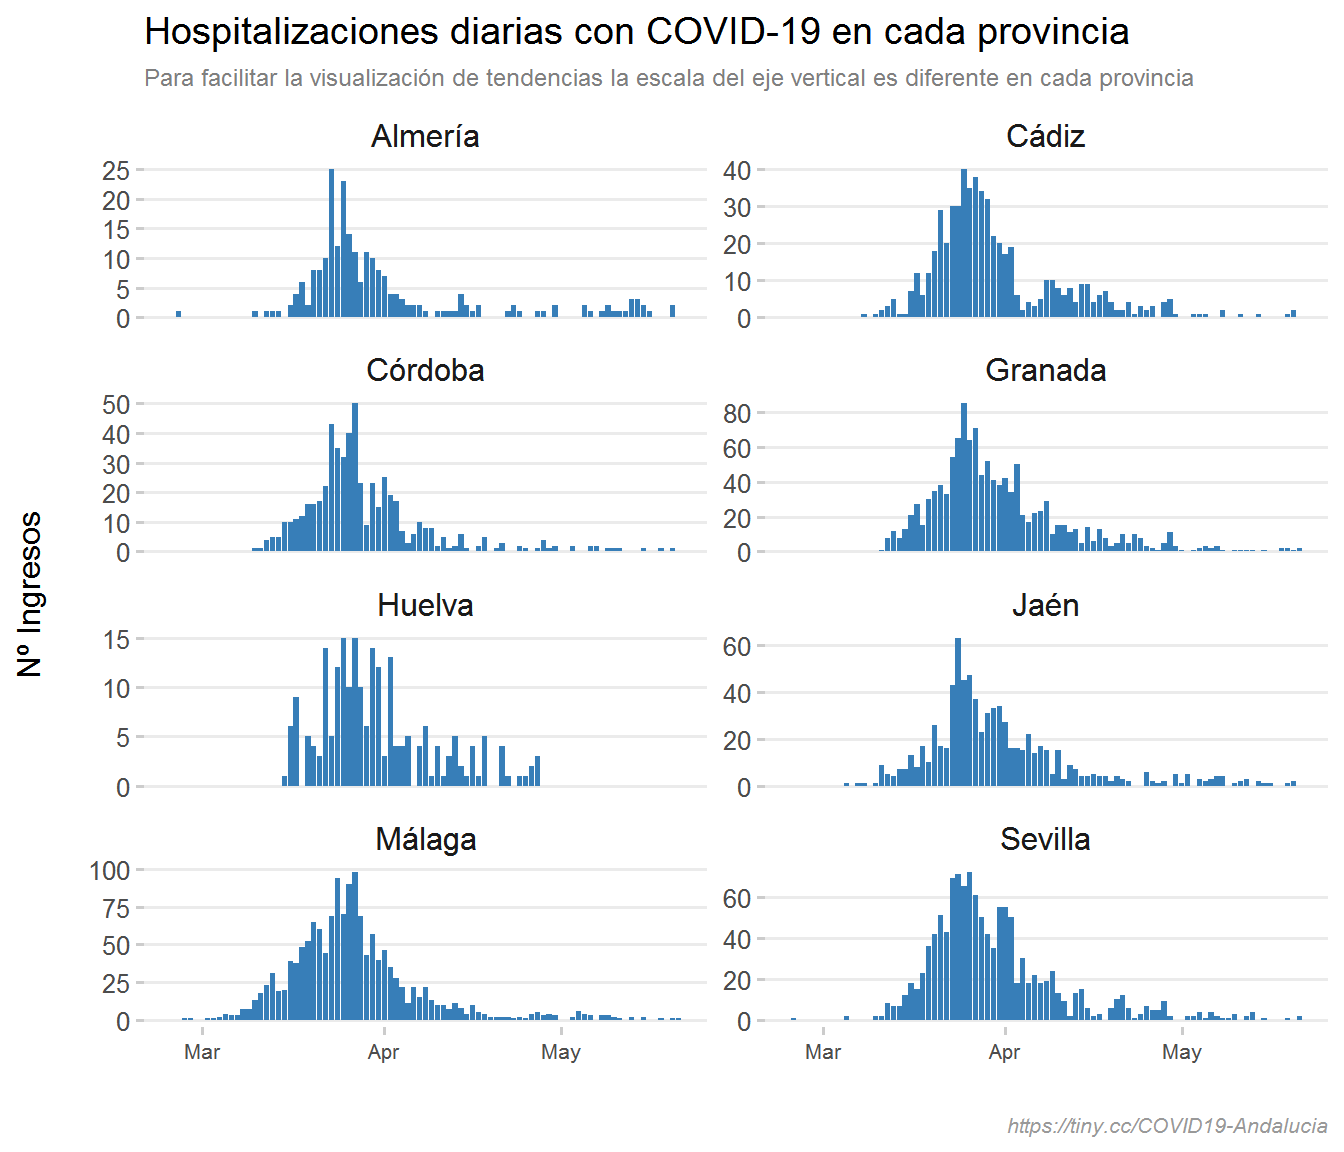 Hospitalizaciones diarias con COVID-19 en cada provincia
Para facilitar la visualización de tendencias la escala del eje vertical es diferente en cada provincia
Nº Ingresos
Almería
25
20
15
10
5
0
Cádiz
40
30
20
10
0
Córdoba
50
40
30
20
10
0
Granada
80
60
40
20
0
Huelva
15
10
5
0
Jaén
60
40
20
0
Málaga
100
75
50
25
0
Mar Apr May
Sevilla
60
40
20
0
Mar Apr May
https://tiny.cc/COVID19-Andalucia